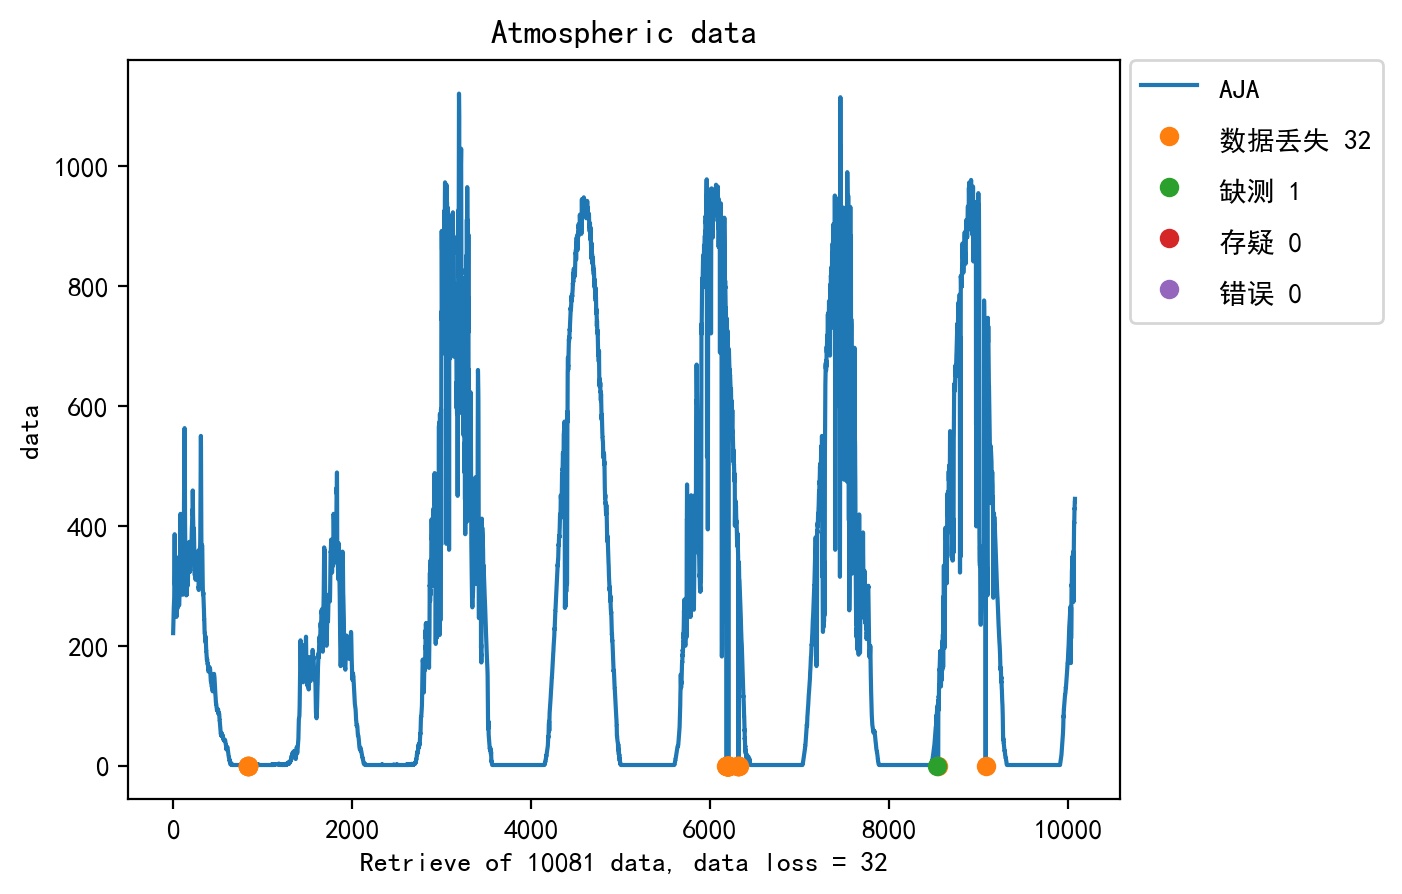 Atmospheric data
AJA
数据丢失 32
缺测 1
存疑 0
错误 0
1000
800
600
400
200
0
data
0 2000 4000 6000 8000 10000
Retrieve of 10081 data, data loss = 32